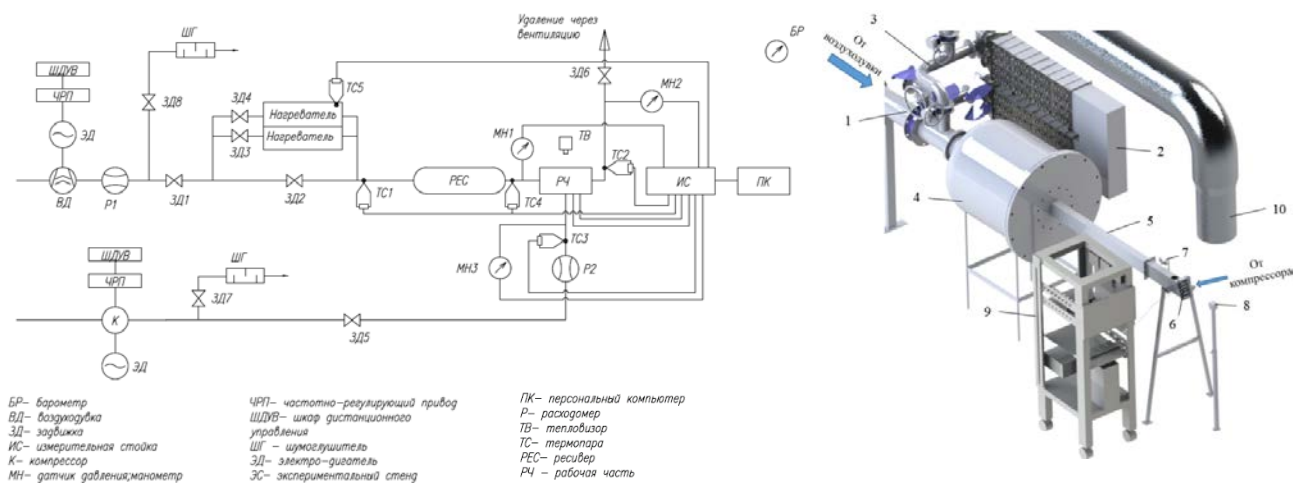 Удаление через
вентиляцию
БР
ШГ
ШДУВ
ЧРП
ЭД
ЗД8
ЗД4
ЗД3
Нагреватель
Нагреватель
ТС5
ЗД6
МН2
МН1
ТВ
ТС2
ВД
Р1
ЗД1
ЗД2
ТС1
РЕС
ТС4
РЧ
ИС
ПК
ШДУВ
ЧРП
К
ЭД
ШГ
ЗД7
ЗД5
МН3
ТС3
Р2
БР– барометр
ВД– воздуходувка
ЗД– задвижка
ИС– измерительная стойка
К– компрессор
МН– датчик давления;манометр
ЧРП– частотно-регулирующий привод
ШДУВ– шкаф дистанционного
управления
ШГ – шумоглушитель
ЭД– электро-дигатель
ЭС– экспериментальный стенд
ПК– персональный компьютер
Р– расходомер
ТВ– тепловизор
ТС– термопара
РЕС– ресивер
РЧ– рабочая часть
От
воздуходувки
3
1
2
4
5
10
7
От
компрессора
6
8
9